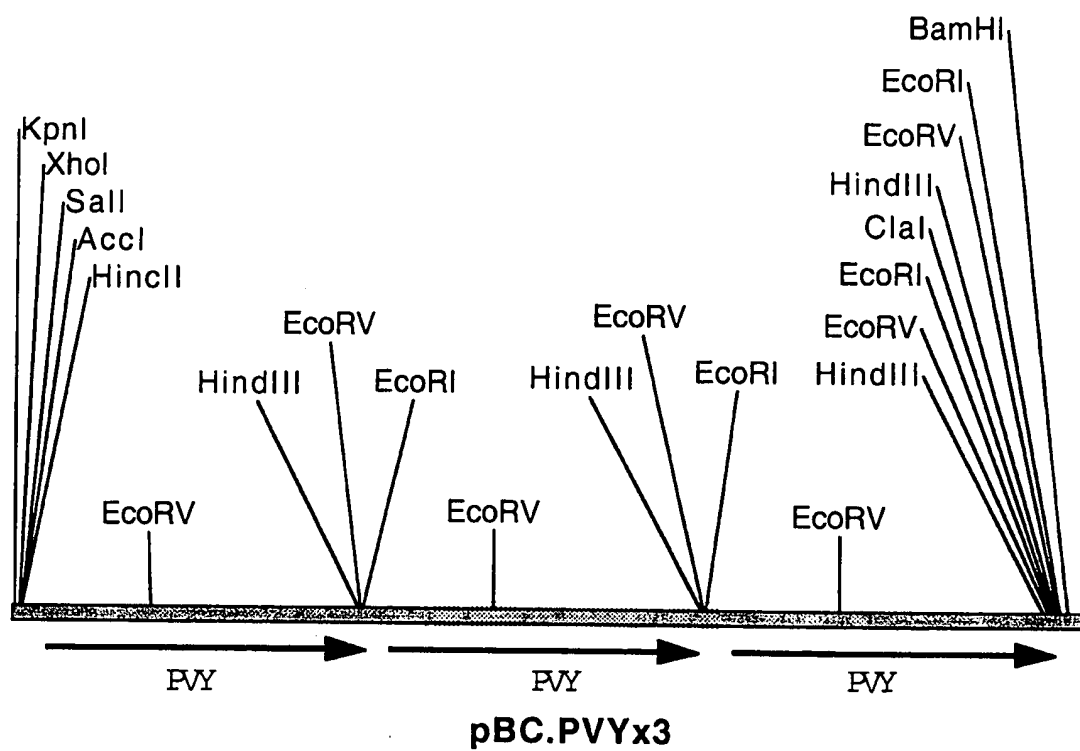 BamHI
EcoRI
KpnI
EcoRV
XhoI
HindIII
SalI
ClaI
AccI
HincII
EcoRI
EcoRV
EcoRV
EcoRV
HindIII
EcoRI
HindIII
EcoRI
HindIII
EcoRV
EcoRV
EcoRV
PVY
PVY
PVY
pBC.PVYx3